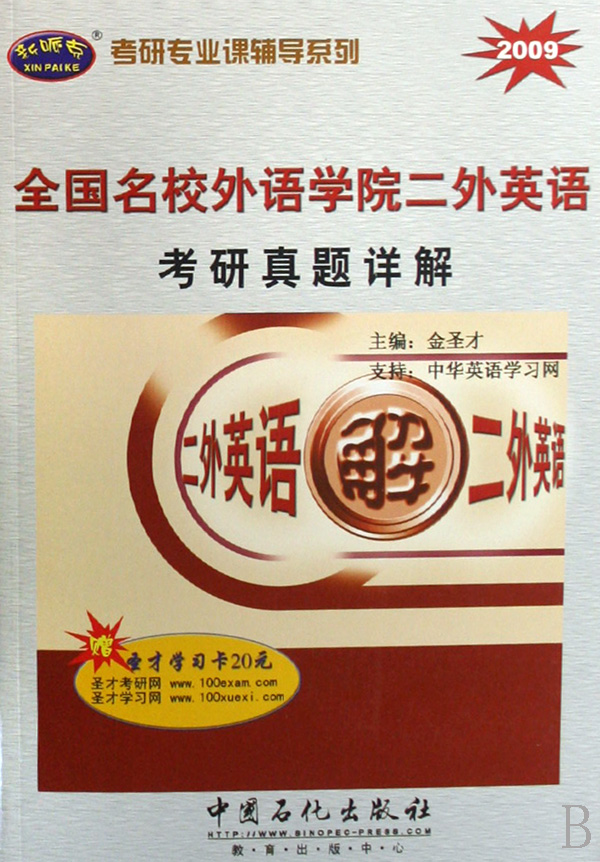 新派克
XIN PAI KE
®
考研专业课辅导系列
2009
全国名校外语学院二外英语
考研真题详解
主编：金圣才
支持：中华英语学习网
二外英语
解
二外英语
赠
圣才学习卡20元
圣才考研网 www.100exam.com
圣才学习网 www.100xuexi.com
中国石化出版社
HTTP://WWW.SINOPEC-PRESS.COM
教·育·出·版·中·心
B